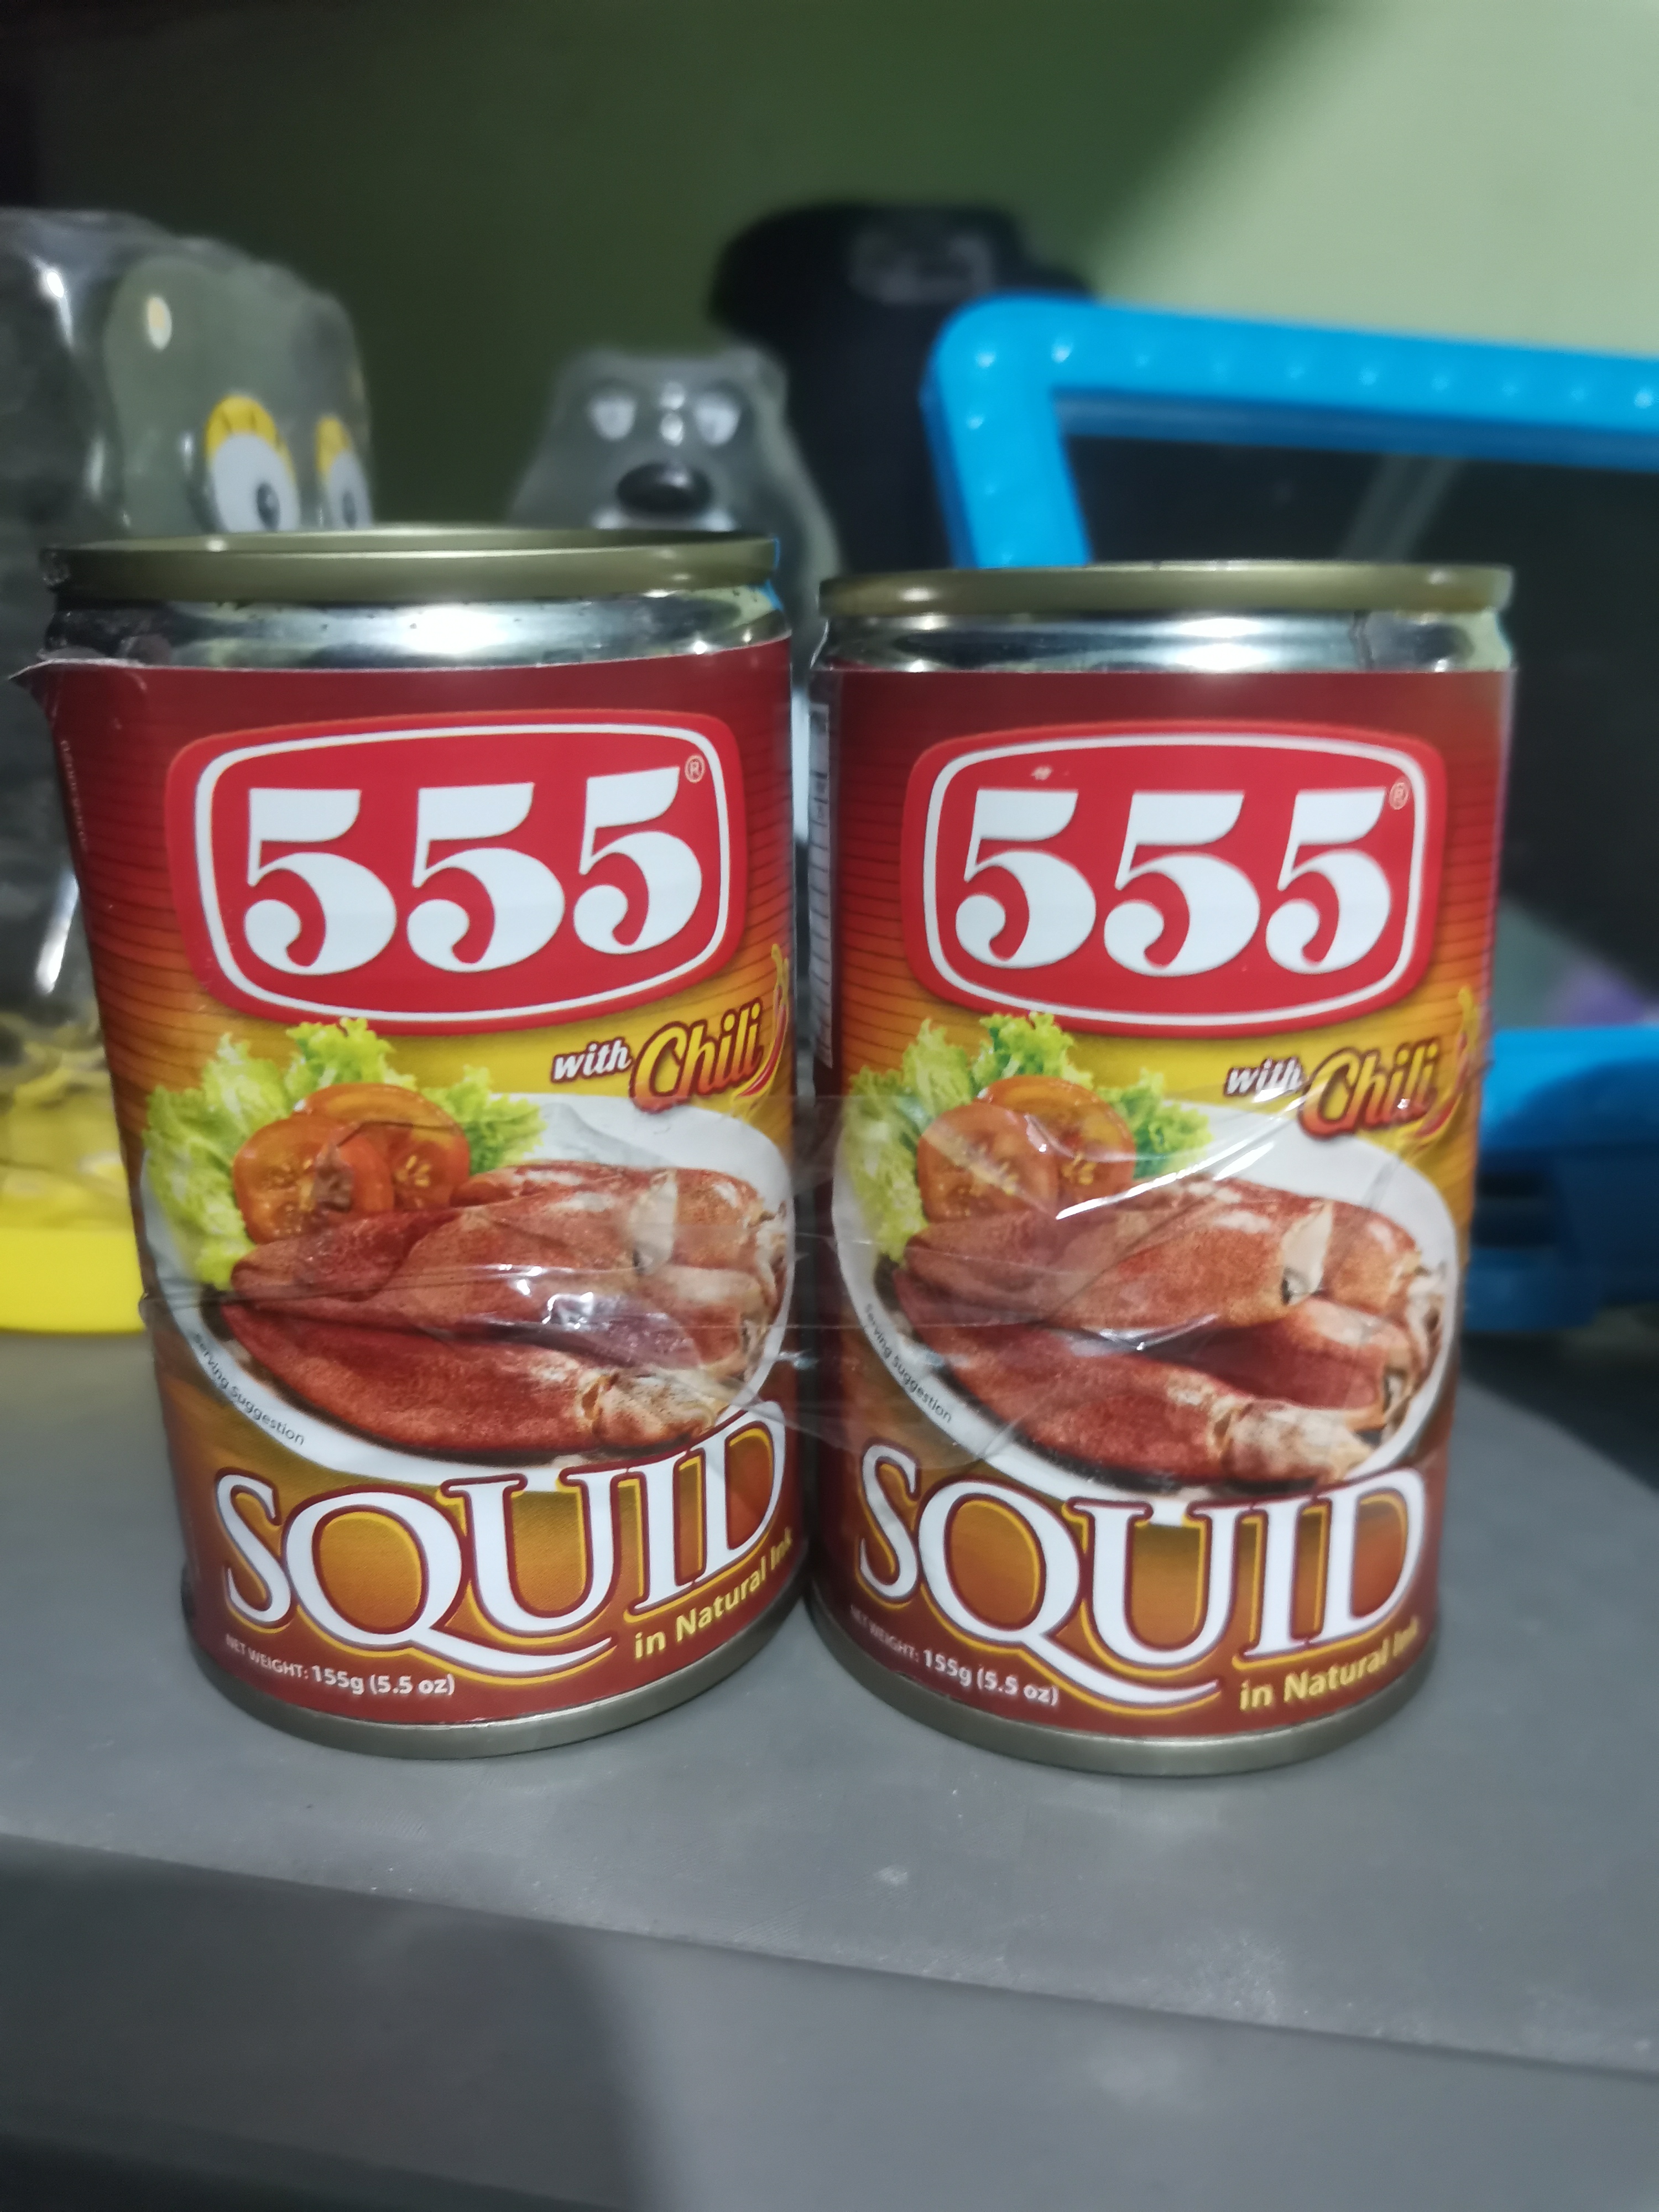 555®
with Chili
Serving Suggestion
SQUID
in Natural Ink
NET WEIGHT: 155g (5.5 oz)
555®
with Chili
Serving Suggestion
SQUID
in Natural Ink
NET WEIGHT: 155g (5.5 oz)